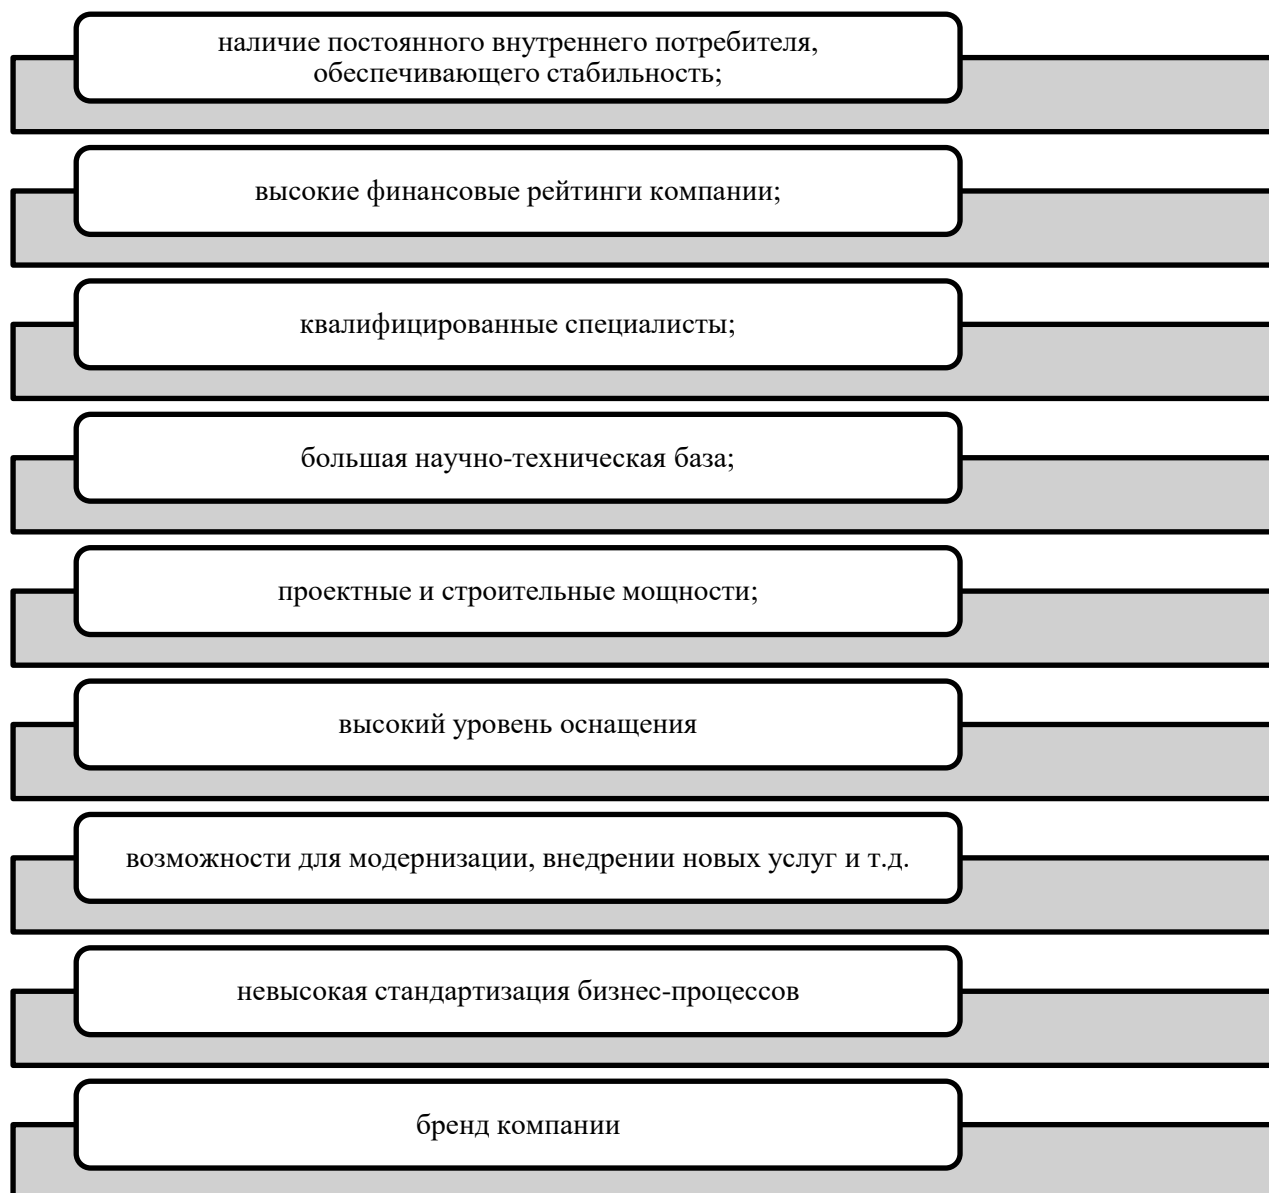 наличие постоянного внутреннего потребителя,
обеспечивающего стабильность;
высокие финансовые рейтинги компании;
квалифицированные специалисты;
большая научно-техническая база;
проектные и строительные мощности;
высокий уровень оснащения
возможности для модернизации, внедрении новых услуг и т.д.
невысокая стандартизация бизнес-процессов
бренд компании